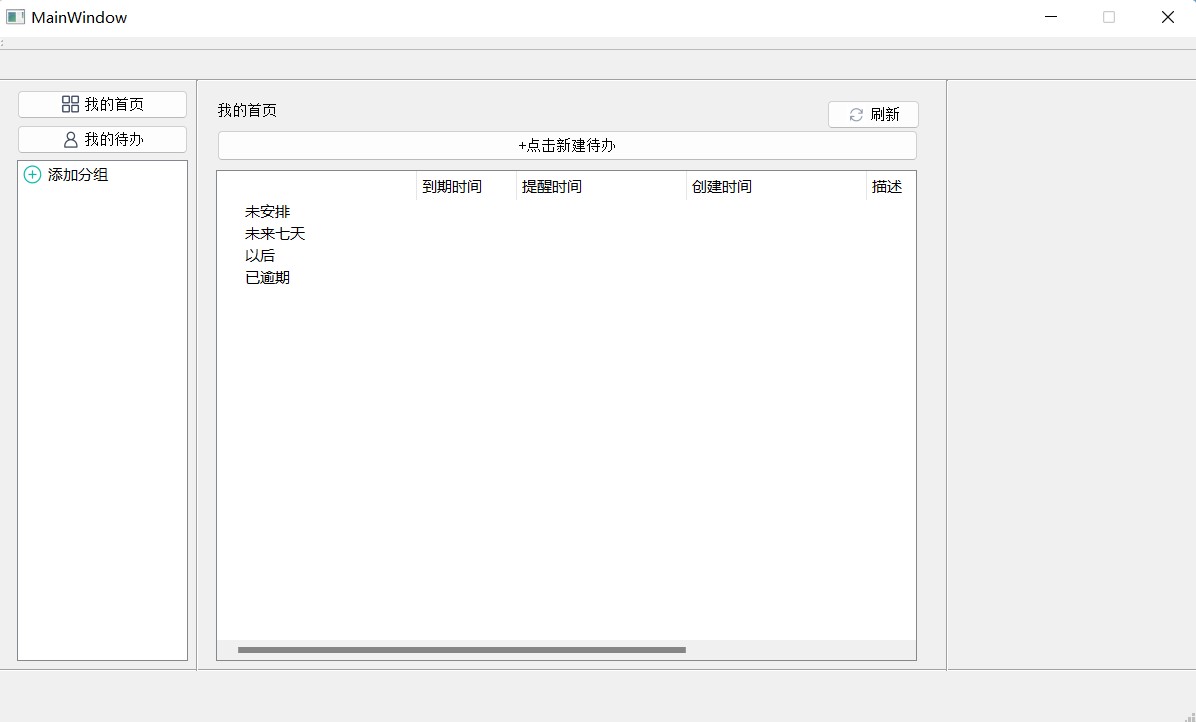 MainWindow
我的首页
我的待办
添加分组
我的首页
刷新
+点击新建待办
到期时间 提醒时间 创建时间 描述
未安排
未来七天
以后
已逾期